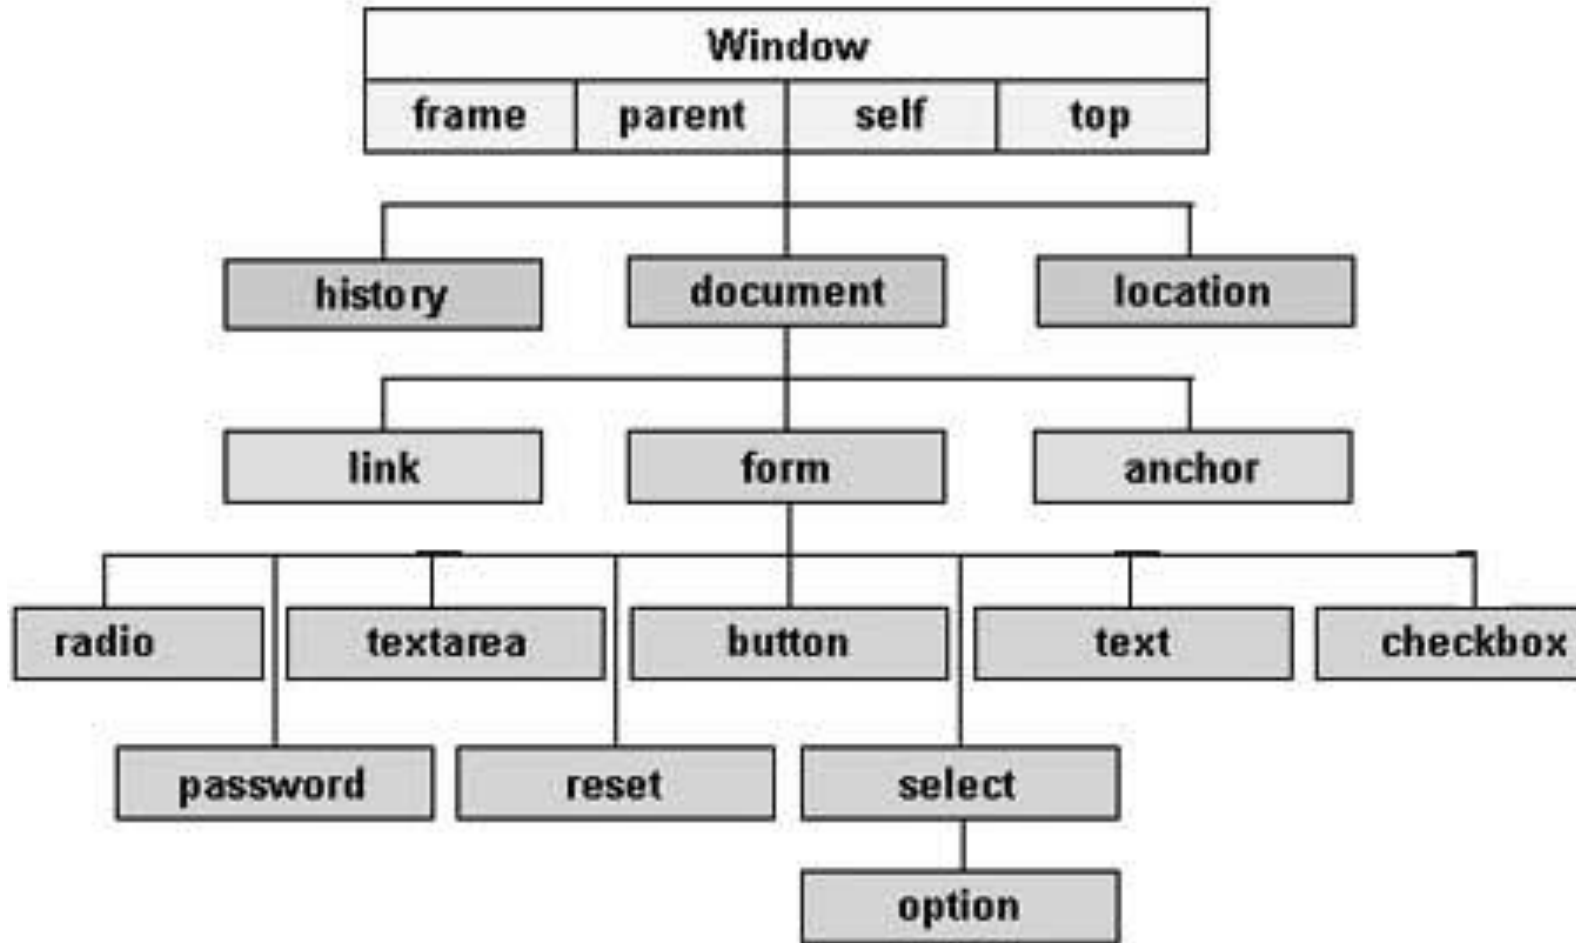 Window
frame parent self top
history document location
link form anchor
radio textarea button text checkbox
password reset select
option